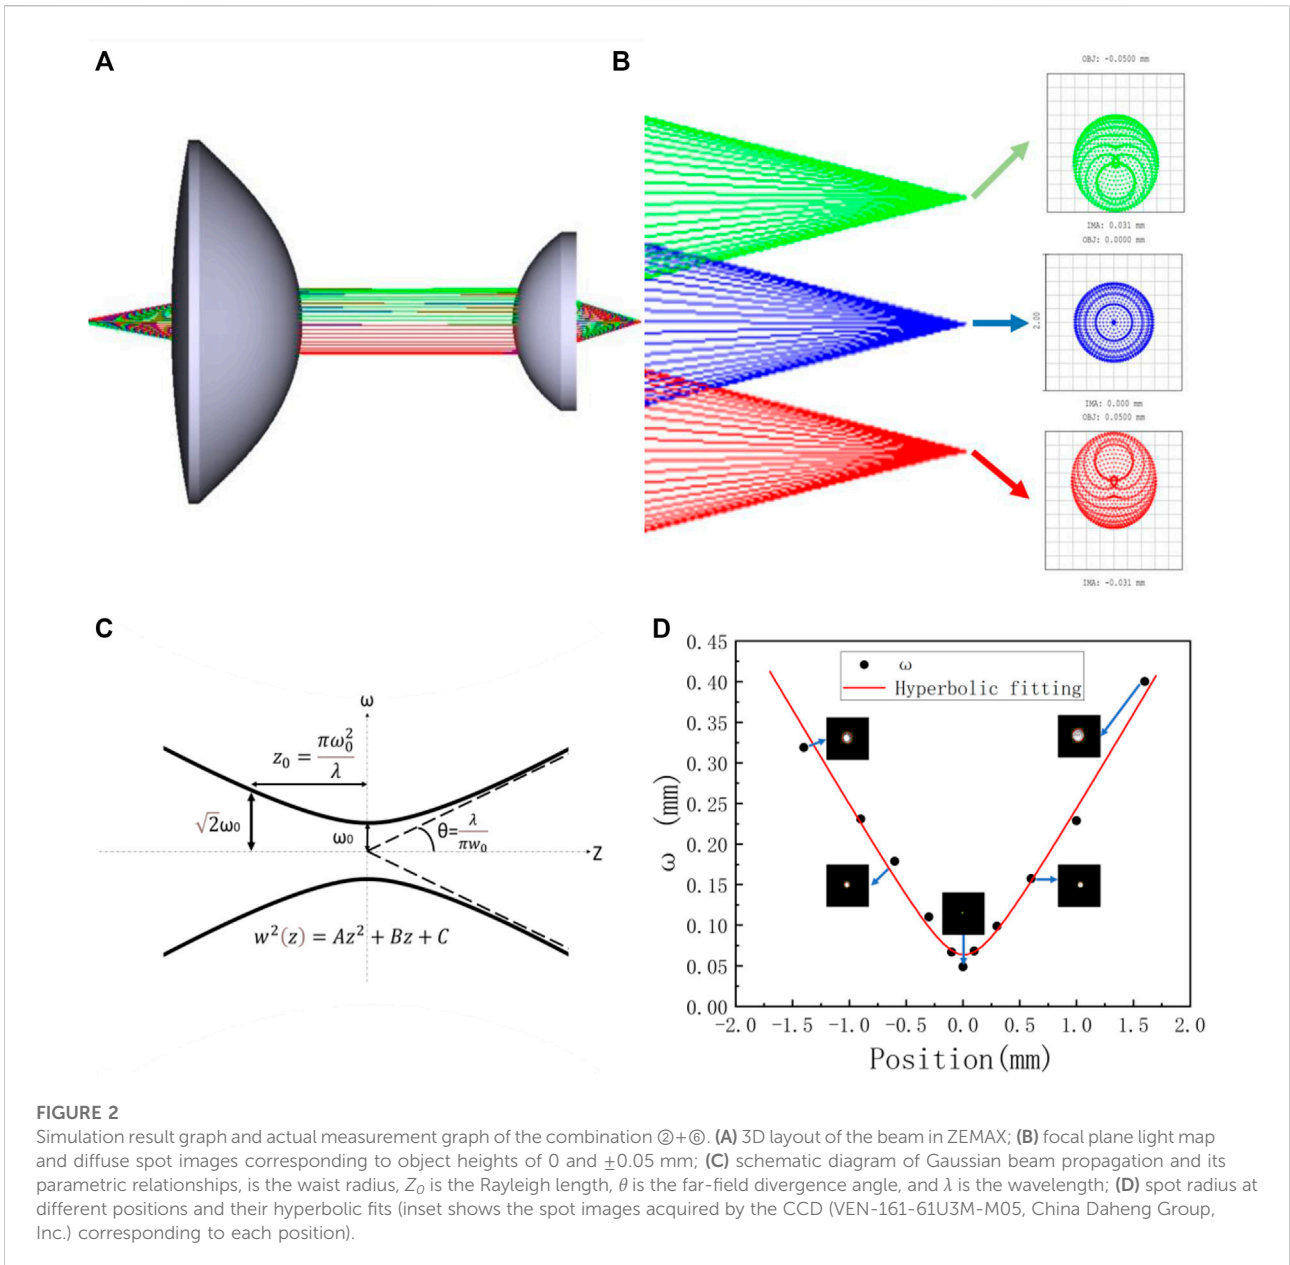 A
B
OBJ: -0.0500 mm
IMA: 0.031 mm
OBJ: 0.0000 mm
2.00
IMA: 0.000 mm
OBJ: 0.0500 mm
IMA: -0.031 mm
C
ω
z₀ = πω₀²/λ
√2ω₀
ω₀
θ=λ/πw₀
Z
w²(z) = Az² + Bz + C
D
ω
Hyperbolic fitting
0.45
0.40
0.35
0.30
0.25
0.20
0.15
0.10
0.05
0.00
ω (mm)
-2.0 -1.5 -1.0 -0.5 0.0 0.5 1.0 1.5 2.0
Position(mm)
FIGURE 2
Simulation result graph and actual measurement graph of the combination ②+⑥. (A) 3D layout of the beam in ZEMAX; (B) focal plane light map
and diffuse spot images corresponding to object heights of 0 and ±0.05 mm; (C) schematic diagram of Gaussian beam propagation and its
parametric relationships, is the waist radius, Z₀ is the Rayleigh length, θ is the far-field divergence angle, and λ is the wavelength; (D) spot radius at
different positions and their hyperbolic fits (inset shows the spot images acquired by the CCD (VEN-161-61U3M-M05, China Daheng Group,
Inc.) corresponding to each position).